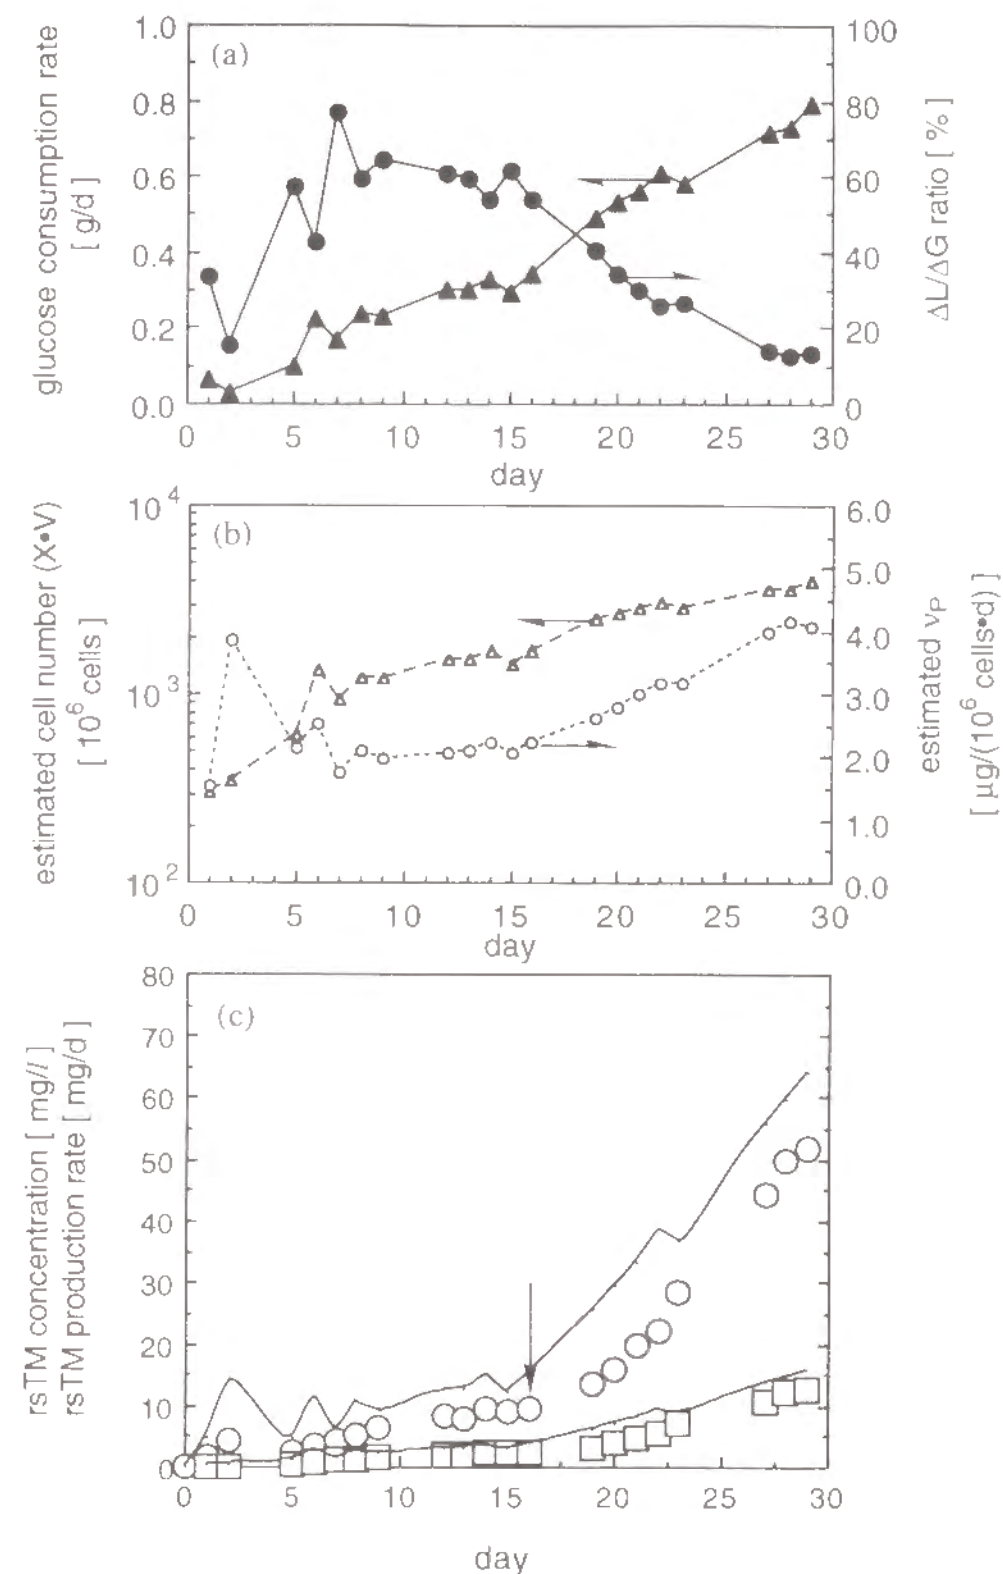 (a)
glucose consumption rate
[ g/d ]
1.0
0.8
0.6
0.4
0.2
0.0
100
80
60
40
20
0
ΔL/ΔG ratio [ % ]
0 5 10 15 20 25 30
day
(b)
estimated cell number (X•V)
[ 10⁶ cells ]
10⁴
10³
10²
6.0
5.0
4.0
3.0
2.0
1.0
0.0
estimated νP
[ µg/(10⁶ cells•d) ]
0 5 10 15 20 25 30
day
(c)
rsTM concentration [ mg/l ]
rsTM production rate [ mg/d ]
80
70
60
50
40
30
20
10
0
0 5 10 15 20 25 30
day